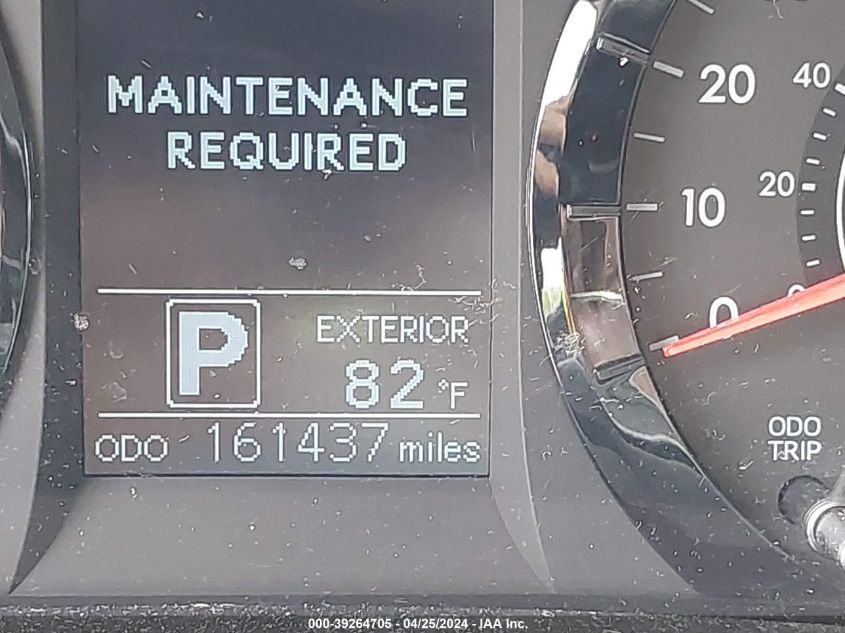 MAINTENANCE
REQUIRED
P
EXTERIOR
82 °F
ODO 161437 miles
20
10
0
40
20
0
ODO
TRIP
000-39264705 - 04/25/2024 - IAA Inc.